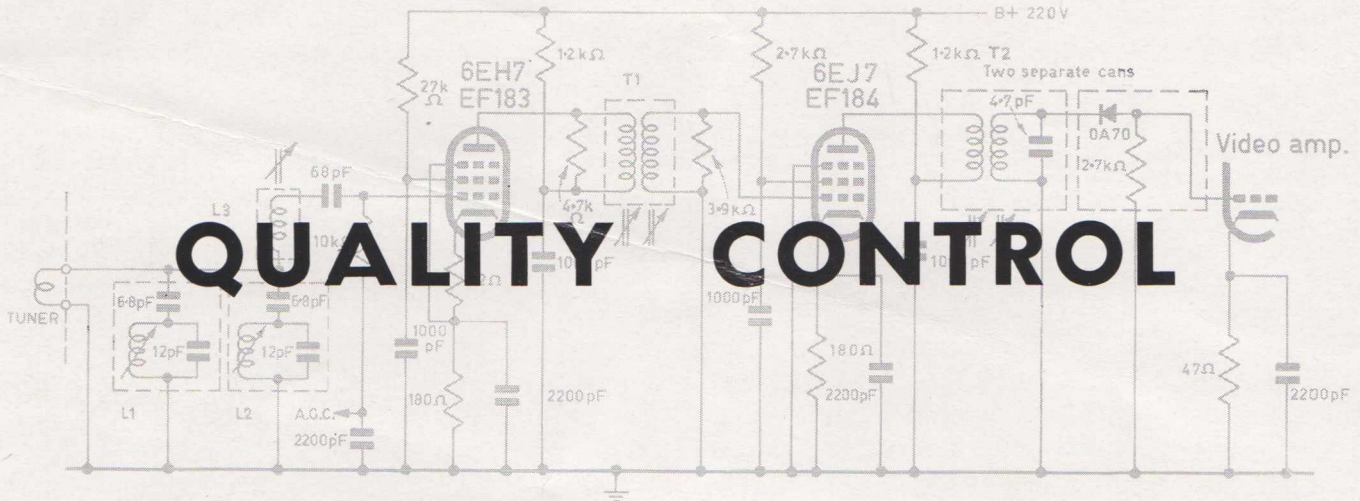 B+ 220V
1·2kΩ
2·7kΩ
1·2kΩ T2
27k
Ω
6EH7
EF183
T1
6EJ7
EF184
Two separate cans
4·7pF
OA70
2·7kΩ
Video amp.
68pF
L3
10kΩ
4·7k
Ω
3·9kΩ
QUALITY CONTROL
TUNER
6·8pF
6·8pF
12pF
12pF
L1
L2
1000
pF
1000pF
180Ω
2200pF
180Ω
2200pF
47Ω
2200pF
A.G.C.
2200pF